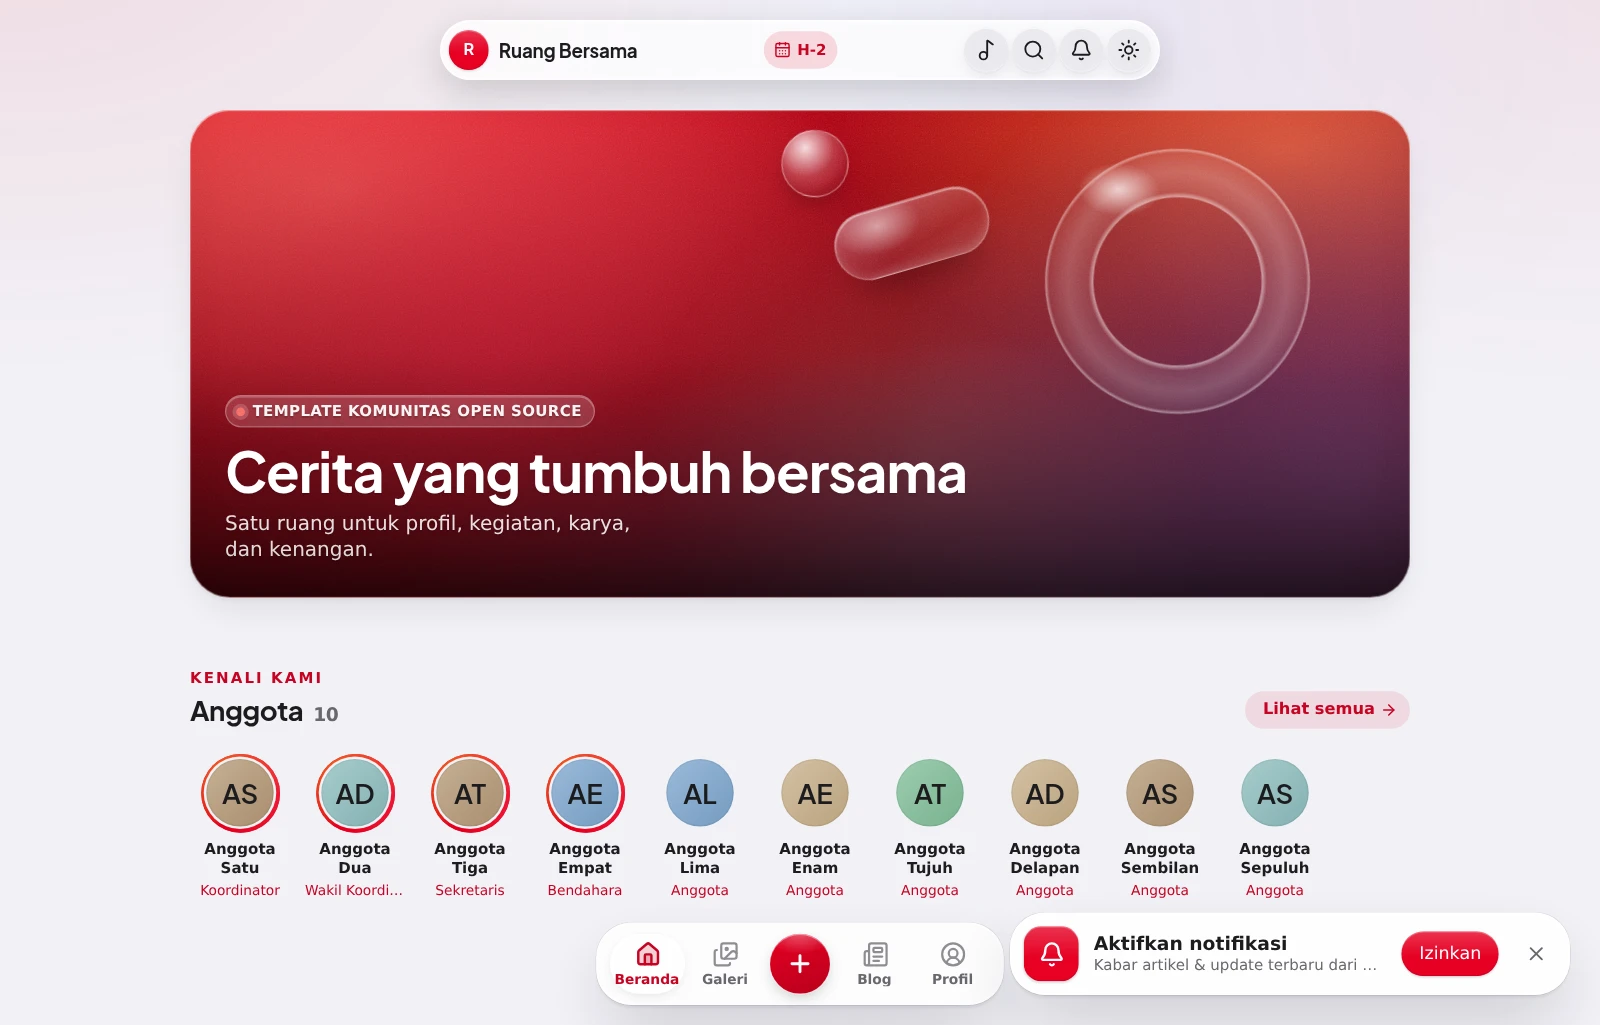 R Ruang Bersama H-2
TEMPLATE KOMUNITAS OPEN SOURCE
Cerita yang tumbuh bersama
Satu ruang untuk profil, kegiatan, karya,
dan kenangan.
KENALI KAMI
Anggota 10
Lihat semua →
AS AD AT AE AL AE AT AD AS AS
Anggota Satu
Koordinator
Anggota Dua
Wakil Koordi...
Anggota Tiga
Sekretaris
Anggota Empat
Bendahara
Anggota Lima
Anggota
Anggota Enam
Anggota
Anggota Tujuh
Anggota
Anggota Delapan
Anggota
Anggota Sembilan
Anggota
Anggota Sepuluh
Anggota
Beranda Galeri + Blog Profil
Aktifkan notifikasi
Kabar artikel & update terbaru dari ...
Izinkan